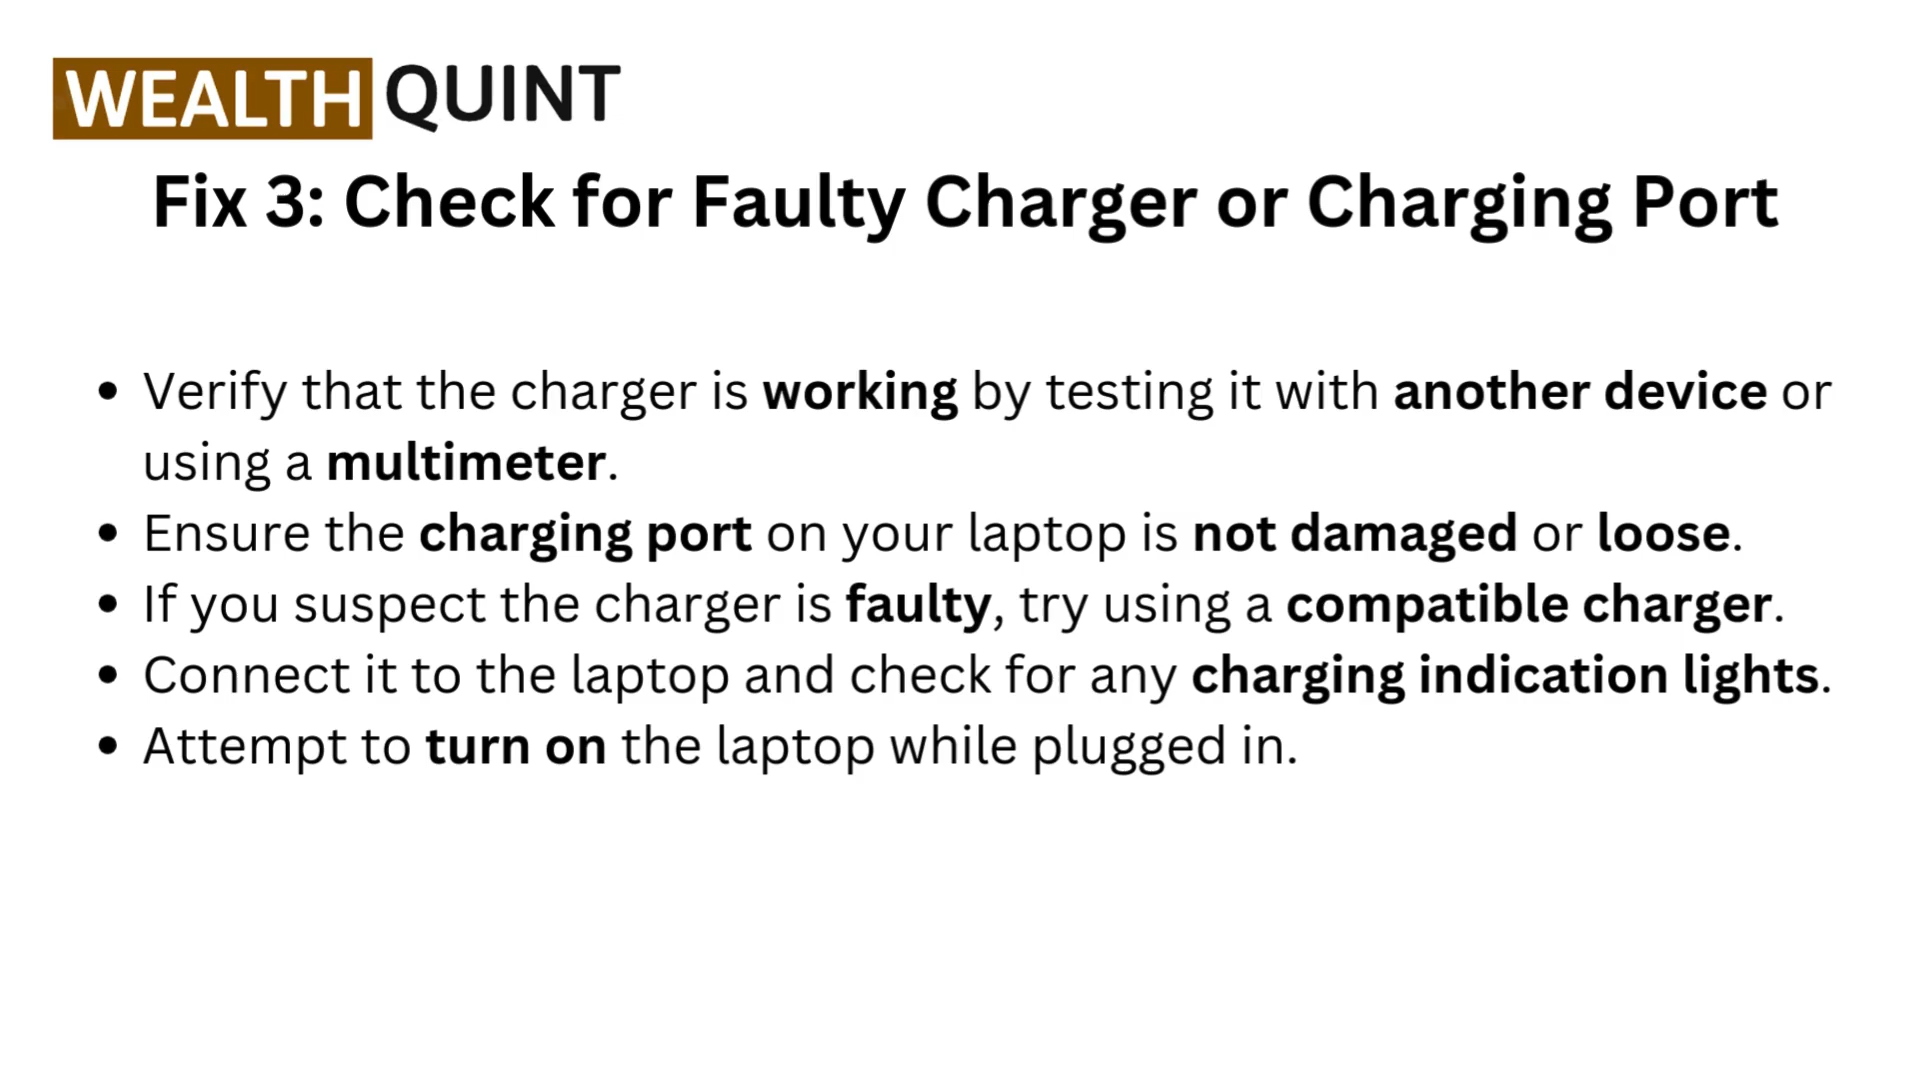 WEALTH QUINT
Fix 3: Check for Faulty Charger or Charging Port
• Verify that the charger is working by testing it with another device or
using a multimeter.
• Ensure the charging port on your laptop is not damaged or loose.
• If you suspect the charger is faulty, try using a compatible charger.
• Connect it to the laptop and check for any charging indication lights.
• Attempt to turn on the laptop while plugged in.